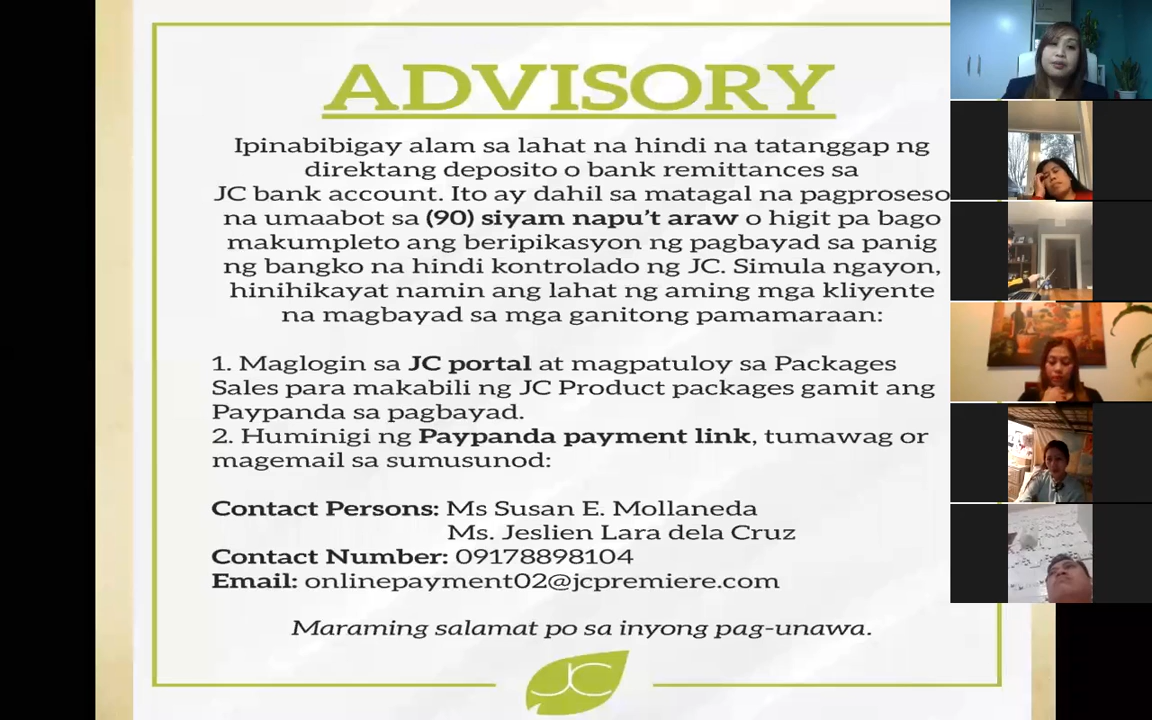 ADVISORY
Ipinabibigay alam sa lahat na hindi na tatanggap ng
direktang deposito o bank remittances sa
JC bank account. Ito ay dahil sa matagal na pagproseso
na umaabot sa (90) siyam napu't araw o higit pa bago
makumpleto ang beripikasyon ng pagbayad sa panig
ng bangko na hindi kontrolado ng JC. Simula ngayon,
hinihikayat namin ang lahat ng aming mga kliyente
na magbayad sa mga ganitong pamamaraan:
1. Maglogin sa JC portal at magpatuloy sa Packages
Sales para makabili ng JC Product packages gamit ang
Paypanda sa pagbayad.
2. Huminigi ng Paypanda payment link, tumawag or
magemail sa sumusunod:
Contact Persons: Ms Susan E. Mollaneda
Ms. Jeslien Lara dela Cruz
Contact Number: 09178898104
Email: onlinepayment02@jcpremiere.com
Maraming salamat po sa inyong pag-unawa.
JC